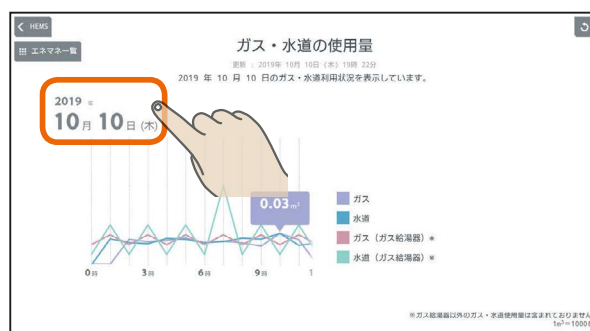 HEMS
エネマネ一覧
ガス・水道の使用量
更新 : 2019年 10月 10日 (木) 19時 22分
2019 年 10 月 10 日のガス・水道利用状況を表示しています。
2019 年
10月 10日 (木)
0.03 m³
ガス
水道
ガス（ガス給湯器）※
水道（ガス給湯器）※
0時 3時 6時 9時 1
※ガス給湯器以外のガス・水道使用量は含まれておりません
1m³=1000ℓ